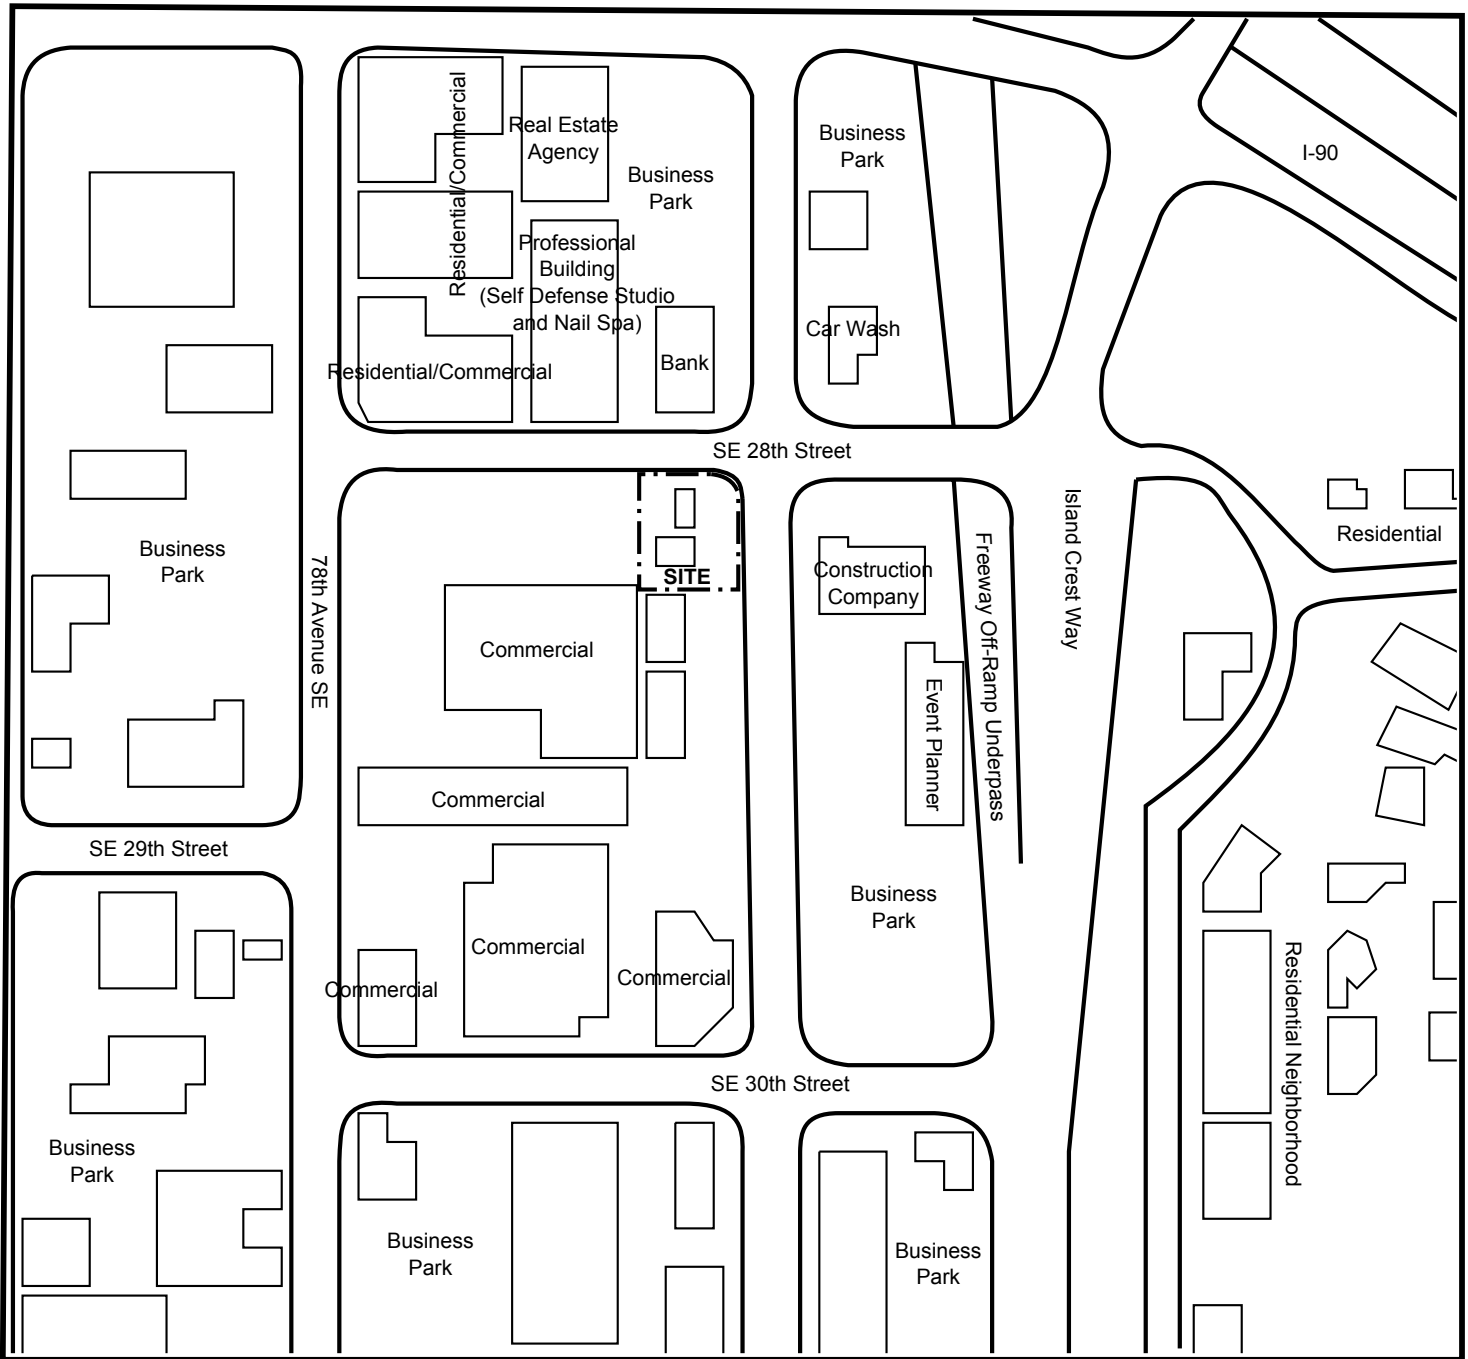 Residential/Commercial
Real Estate
Agency
Business
Park
Business
Park
I-90
Professional
Building
(Self Defense Studio
and Nail Spa)
Car Wash
Bank
Residential/Commercial
SE 28th Street
Island Crest Way
Residential
Business
Park
78th Avenue SE
SITE
Construction
Company
Freeway Off-Ramp Underpass
Commercial
Event Planner
Commercial
SE 29th Street
Business
Park
Commercial
Commercial
Commercial
Residential Neighborhood
SE 30th Street
Business
Park
Business
Park
Business
Park